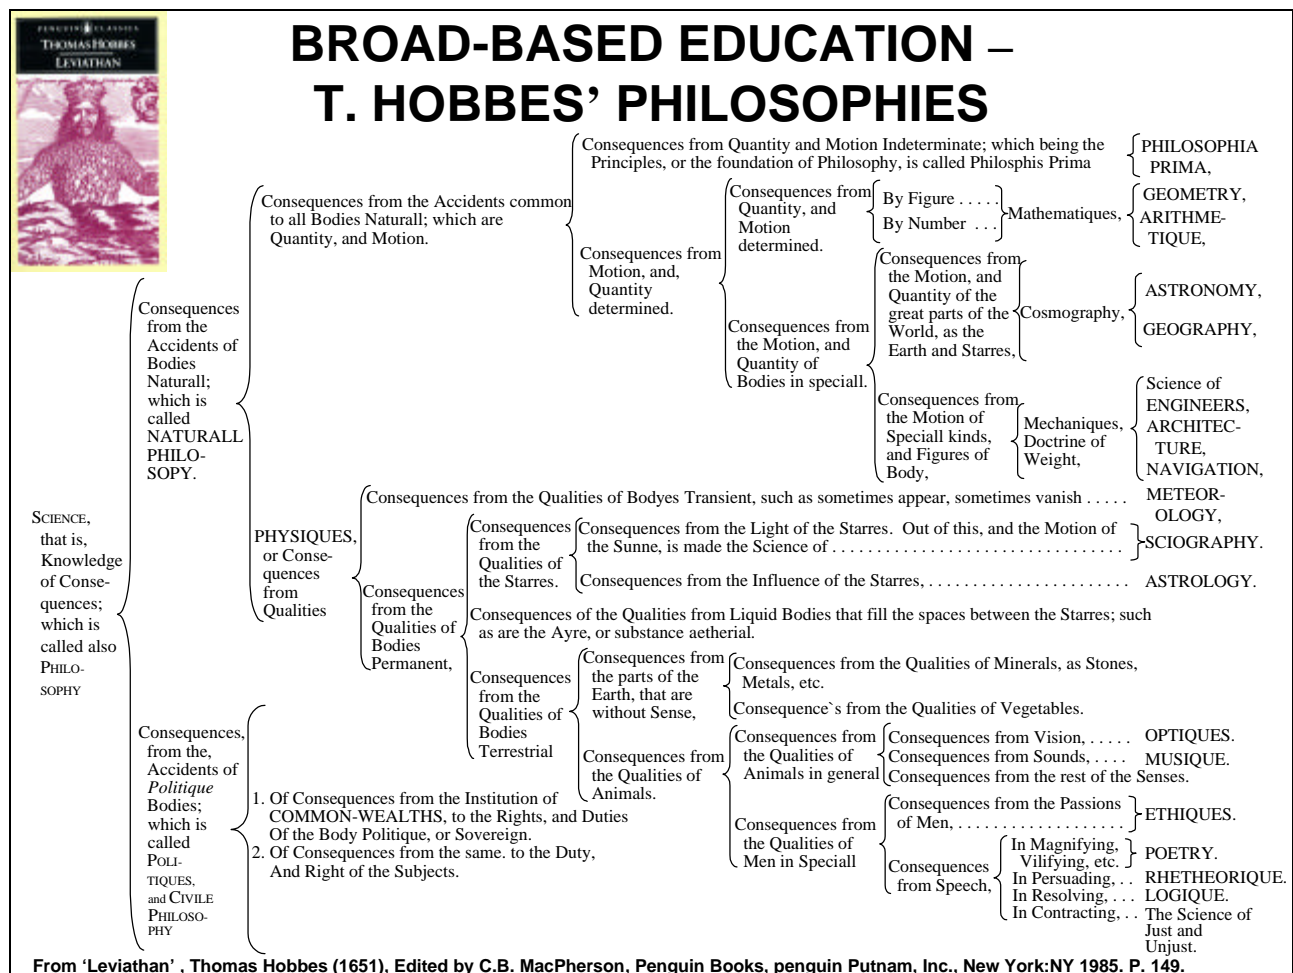 PENGUIN CLASSICS
THOMAS HOBBES
LEVIATHAN
BROAD-BASED EDUCATION –
T. HOBBES’ PHILOSOPHIES
SCIENCE,
that is,
Knowledge
of Conse-
quences;
which is
called also
PHILO-
SOPHY
Consequences
from the
Accidents of
Bodies
Naturall;
which is
called
NATURALL
PHILO-
SOPY.
Consequences from the Accidents common
to all Bodies Naturall; which are
Quantity, and Motion.
Consequences from Quantity and Motion Indeterminate; which being the
Principles, or the foundation of Philosophy, is called Philosphis Prima
PHILOSOPHIA
PRIMA,
Consequences from
Motion, and,
Quantity
determined.
Consequences from
Quantity, and
Motion
determined.
By Figure . . . . .
By Number . . .
Mathematiques,
GEOMETRY,
ARITHME-
TIQUE,
Consequences from
the Motion, and
Quantity of
Bodies in speciall.
Consequences from
the Motion, and
Quantity of the
great parts of the
World, as the
Earth and Starres,
Cosmography,
ASTRONOMY,
GEOGRAPHY,
Consequences from
the Motion of
Speciall kinds,
and Figures of
Body,
Mechaniques,
Doctrine of
Weight,
Science of
ENGINEERS,
ARCHITEC-
TURE,
NAVIGATION,
PHYSIQUES,
or Conse-
quences
from
Qualities
Consequences from the Qualities of Bodyes Transient, such as sometimes appear, sometimes vanish . . . . .
METEOR-
OLOGY,
Consequences
from the
Qualities of
Bodies
Permanent,
Consequences
from the
Qualities of
the Starres.
Consequences from the Light of the Starres. Out of this, and the Motion of
the Sunne, is made the Science of . . . . . . . . . . . . . . . . . . . . . . . . . . . . . . . .
SCIOGRAPHY.
Consequences from the Influence of the Starres, . . . . . . . . . . . . . . . . . . . . . . .
ASTROLOGY.
Consequences of the Qualities from Liquid Bodies that fill the spaces between the Starres; such
as are the Ayre, or substance aetherial.
Consequences
from the
Qualities of
Bodies
Terrestrial
Consequences from
the parts of the
Earth, that are
without Sense,
Consequences from the Qualities of Minerals, as Stones,
Metals, etc.
Consequence`s from the Qualities of Vegetables.
Consequences from
the Qualities of
Animals.
Consequences from
the Qualities of
Animals in general
Consequences from Vision, . . . . .
OPTIQUES.
Consequences from Sounds, . . . .
MUSIQUE.
Consequences from the rest of the Senses.
Consequences from
the Qualities of
Men in Speciall
Consequences from the Passions
of Men, . . . . . . . . . . . . . . . . . . .
ETHIQUES.
Consequences
from Speech,
In Magnifying,
Vilifying, etc.
POETRY.
In Persuading, . .
RHETHEORIQUE.
In Resolving, . . .
LOGIQUE.
In Contracting, . .
The Science of
Just and
Unjust.
Consequences,
from the,
Accidents of
Politique
Bodies;
which is
called
POLI-
TIQUES,
and CIVILE
PHILOSO-
PHY
1. Of Consequences from the Institution of
COMMON-WEALTHS, to the Rights, and Duties
Of the Body Politique, or Sovereign.
2. Of Consequences from the same. to the Duty,
And Right of the Subjects.
From ‘Leviathan’ , Thomas Hobbes (1651), Edited by C.B. MacPherson, Penguin Books, penguin Putnam, Inc., New York:NY 1985. P. 149.